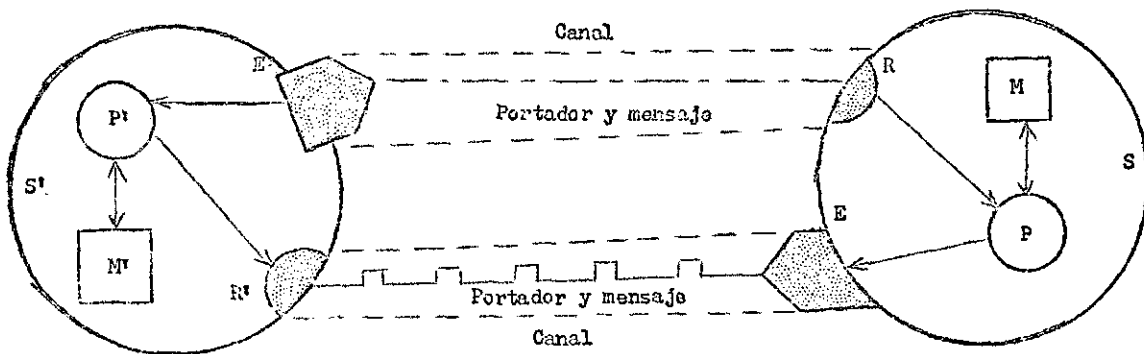 Canal
E'
R
M
P'
Portador y mensaje
S'
S
E
P
M'
R'
Portador y mensaje
Canal